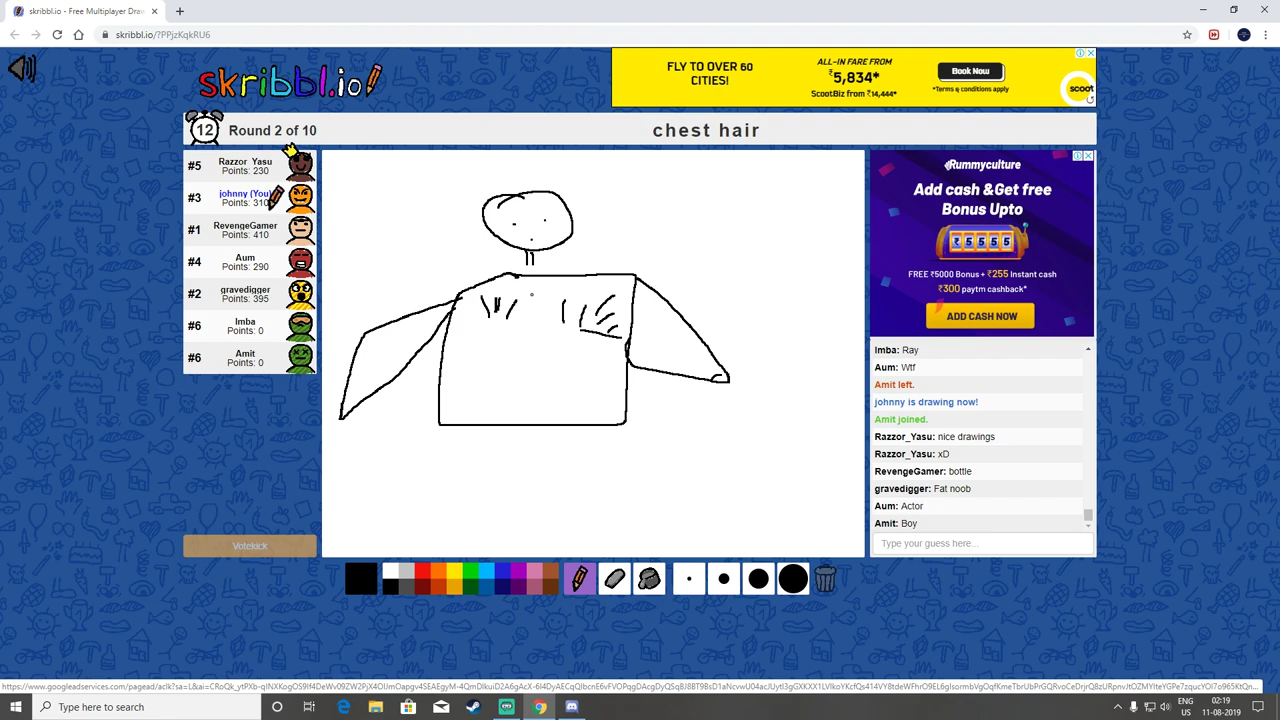 skribbl.io - Free Multiplayer Draw
skribbl.io/?PPjzKqkRU6
skribbl.io
FLY TO OVER 60
CITIES!
ALL-IN FARE FROM
₹5,834*
ScootBiz from ₹14,444*
Book Now
*Terms & conditions apply
scoot
12
Round 2 of 10
chest hair
#5
Razzor_Yasu
Points: 230
#3
johnny (You)
Points: 310
#1
RevengeGamer
Points: 410
#4
Aum
Points: 290
#2
gravedigger
Points: 395
#6
Imba
Points: 0
#6
Amit
Points: 0
Votekick
Rummyculture
Add cash &Get free
Bonus Upto
₹ 5 5 5 5
FREE ₹5000 Bonus + ₹255 Instant cash
₹300 paytm cashback*
ADD CASH NOW
Imba: Ray
Aum: Wtf
Amit left.
johnny is drawing now!
Amit joined.
Razzor_Yasu: nice drawings
Razzor_Yasu: xD
RevengeGamer: bottle
gravedigger: Fat noob
Aum: Actor
Amit: Boy
Type your guess here...
Type here to search
ENG
US
02:19
11-08-2019